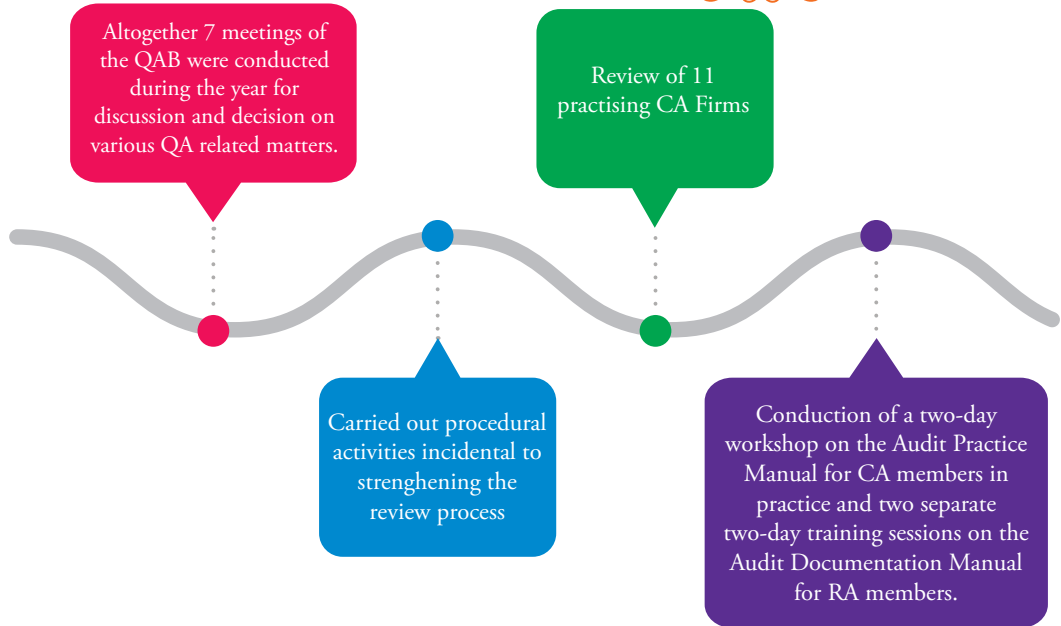 Altogether 7 meetings of
the QAB were conducted
during the year for
discussion and decision on
various QA related matters.
Review of 11
practising CA Firms
Carried out procedural
activities incidental to
strenghening the
review process
Conduction of a two-day
workshop on the Audit Practice
Manual for CA members in
practice and two separate
two-day training sessions on the
Audit Documentation Manual
for RA members.